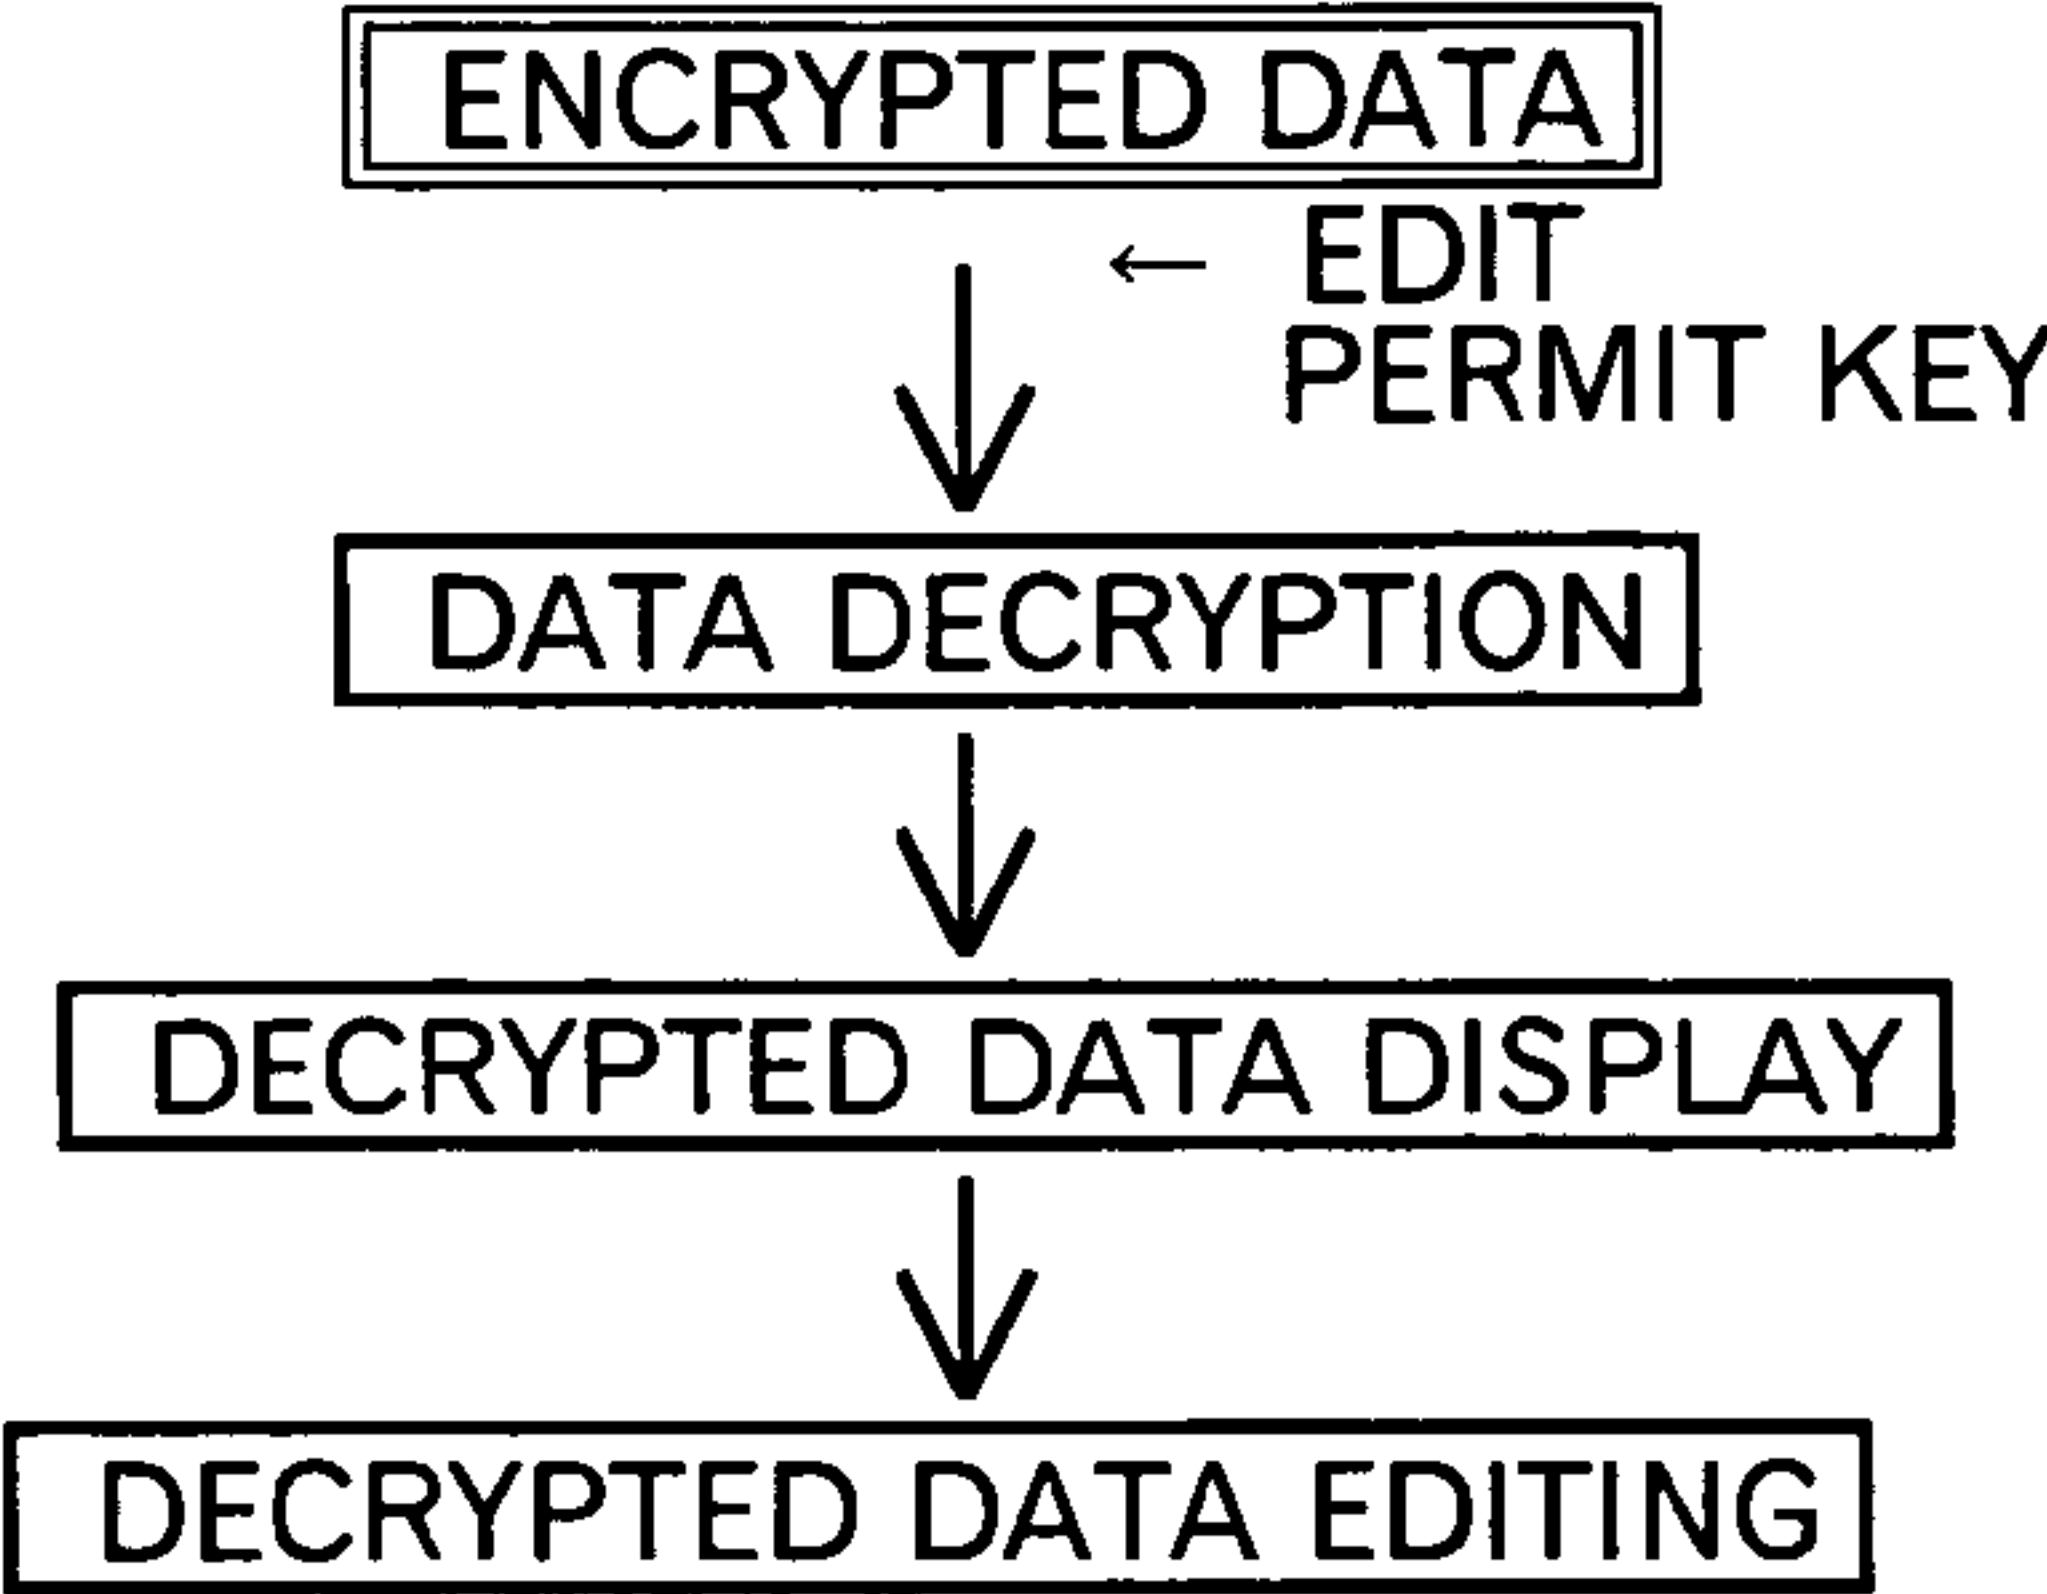 ENCRYPTED DATA
← EDIT
PERMIT KEY
DATA DECRYPTION
DECRYPTED DATA DISPLAY
DECRYPTED DATA EDITING